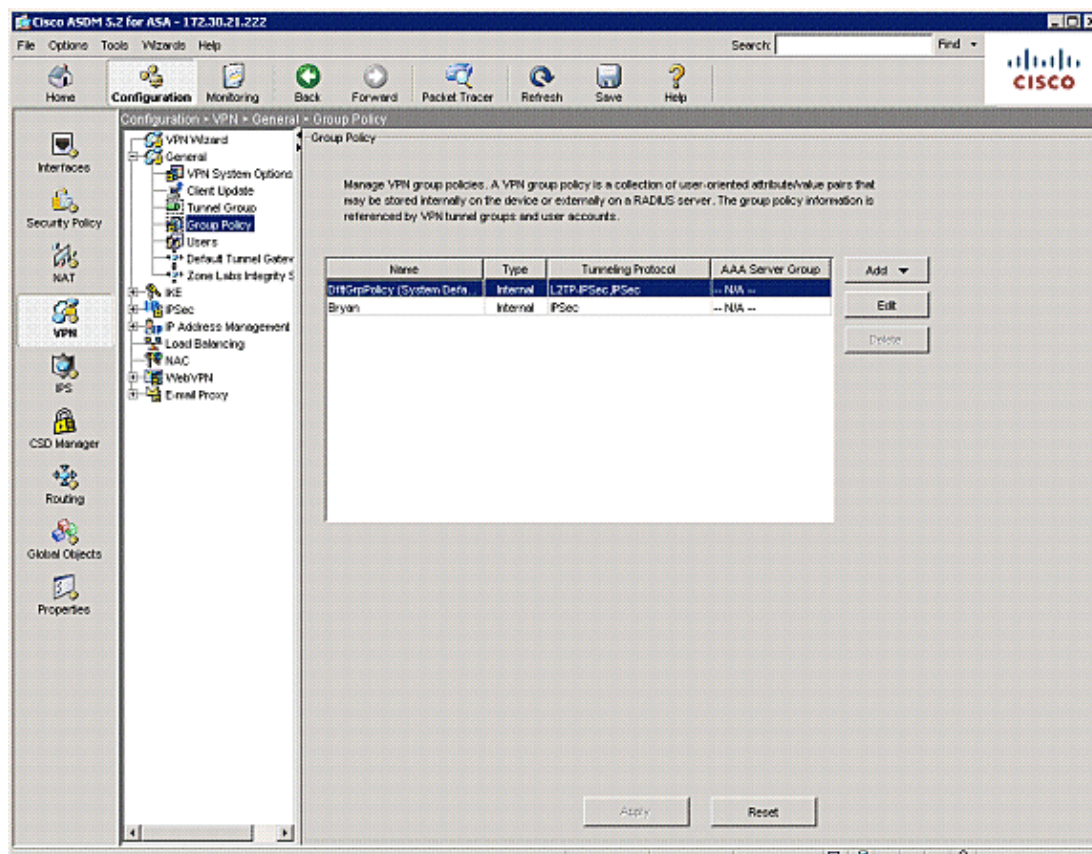 Cisco ASDM 5.2 for ASA - 172.30.21.222
File Options Tools Wizards Help Search: Find
Home Configuration Monitoring Back Forward Packet Tracer Refresh Save Help
CISCO
Configuration > VPN > General > Group Policy
Interfaces
Security Policy
NAT
VPN
IPS
CSD Manager
Routing
Global Objects
Properties
VPN Wizard
General
VPN System Options
Client Update
Tunnel Group
Group Policy
Users
Default Tunnel Gatew
Zone Labs Integrity S
IKE
IPSec
IP Address Management
Load Balancing
NAC
WebVPN
E-mail Proxy
Group Policy
Manage VPN group policies. A VPN group policy is a collection of user-oriented attribute/value pairs that
may be stored internally on the device or externally on a RADIUS server. The group policy information is
referenced by VPN tunnel groups and user accounts.
Name Type Tunneling Protocol AAA Server Group
DfltGrpPolicy (System Defa... Internal L2TP-IPSec,IPSec -- N/A --
Bryan Internal IPSec -- N/A --
Add
Edit
Delete
Apply Reset